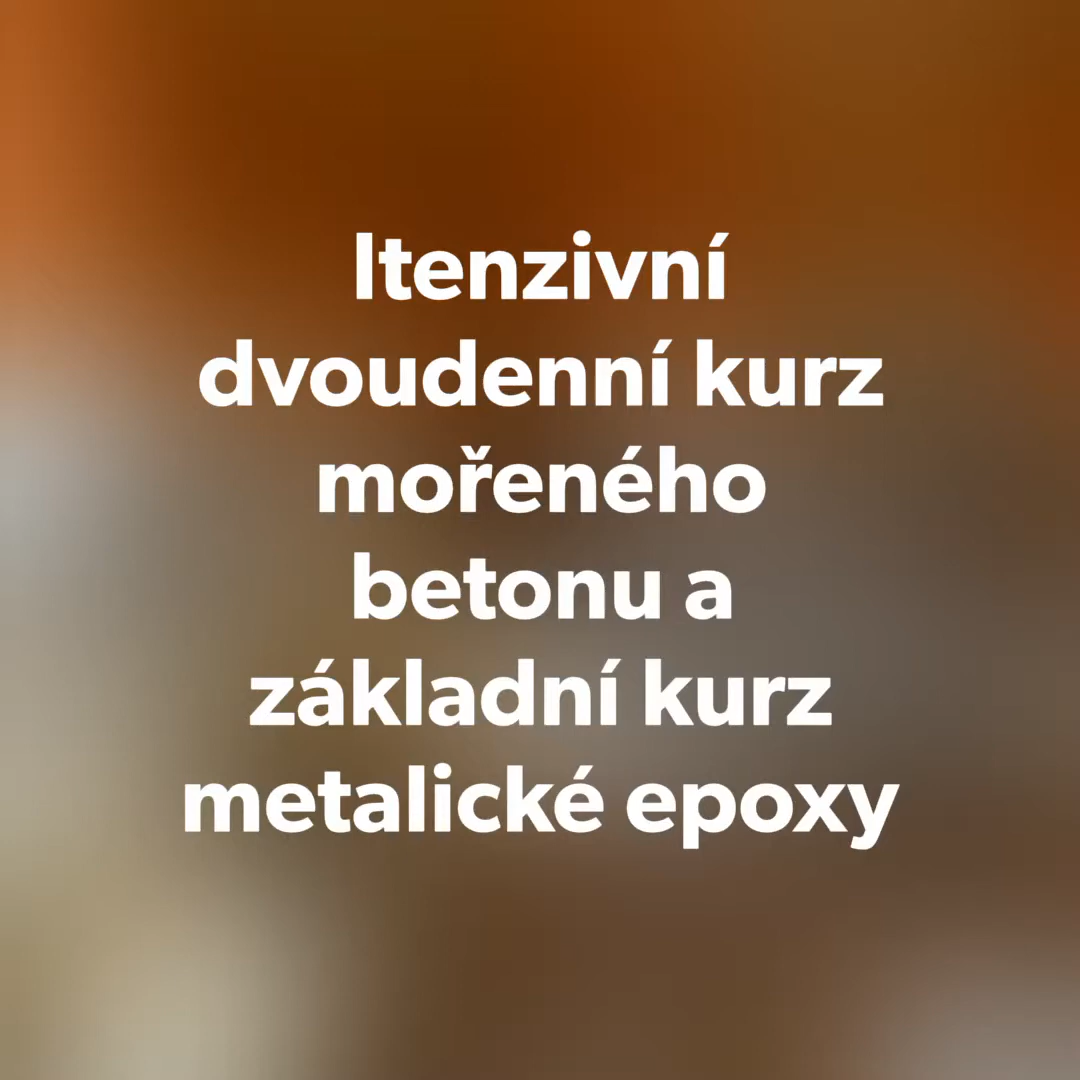 Itenzivní
dvoudenní kurz
mořeného
betonu a
základní kurz
metalické epoxy